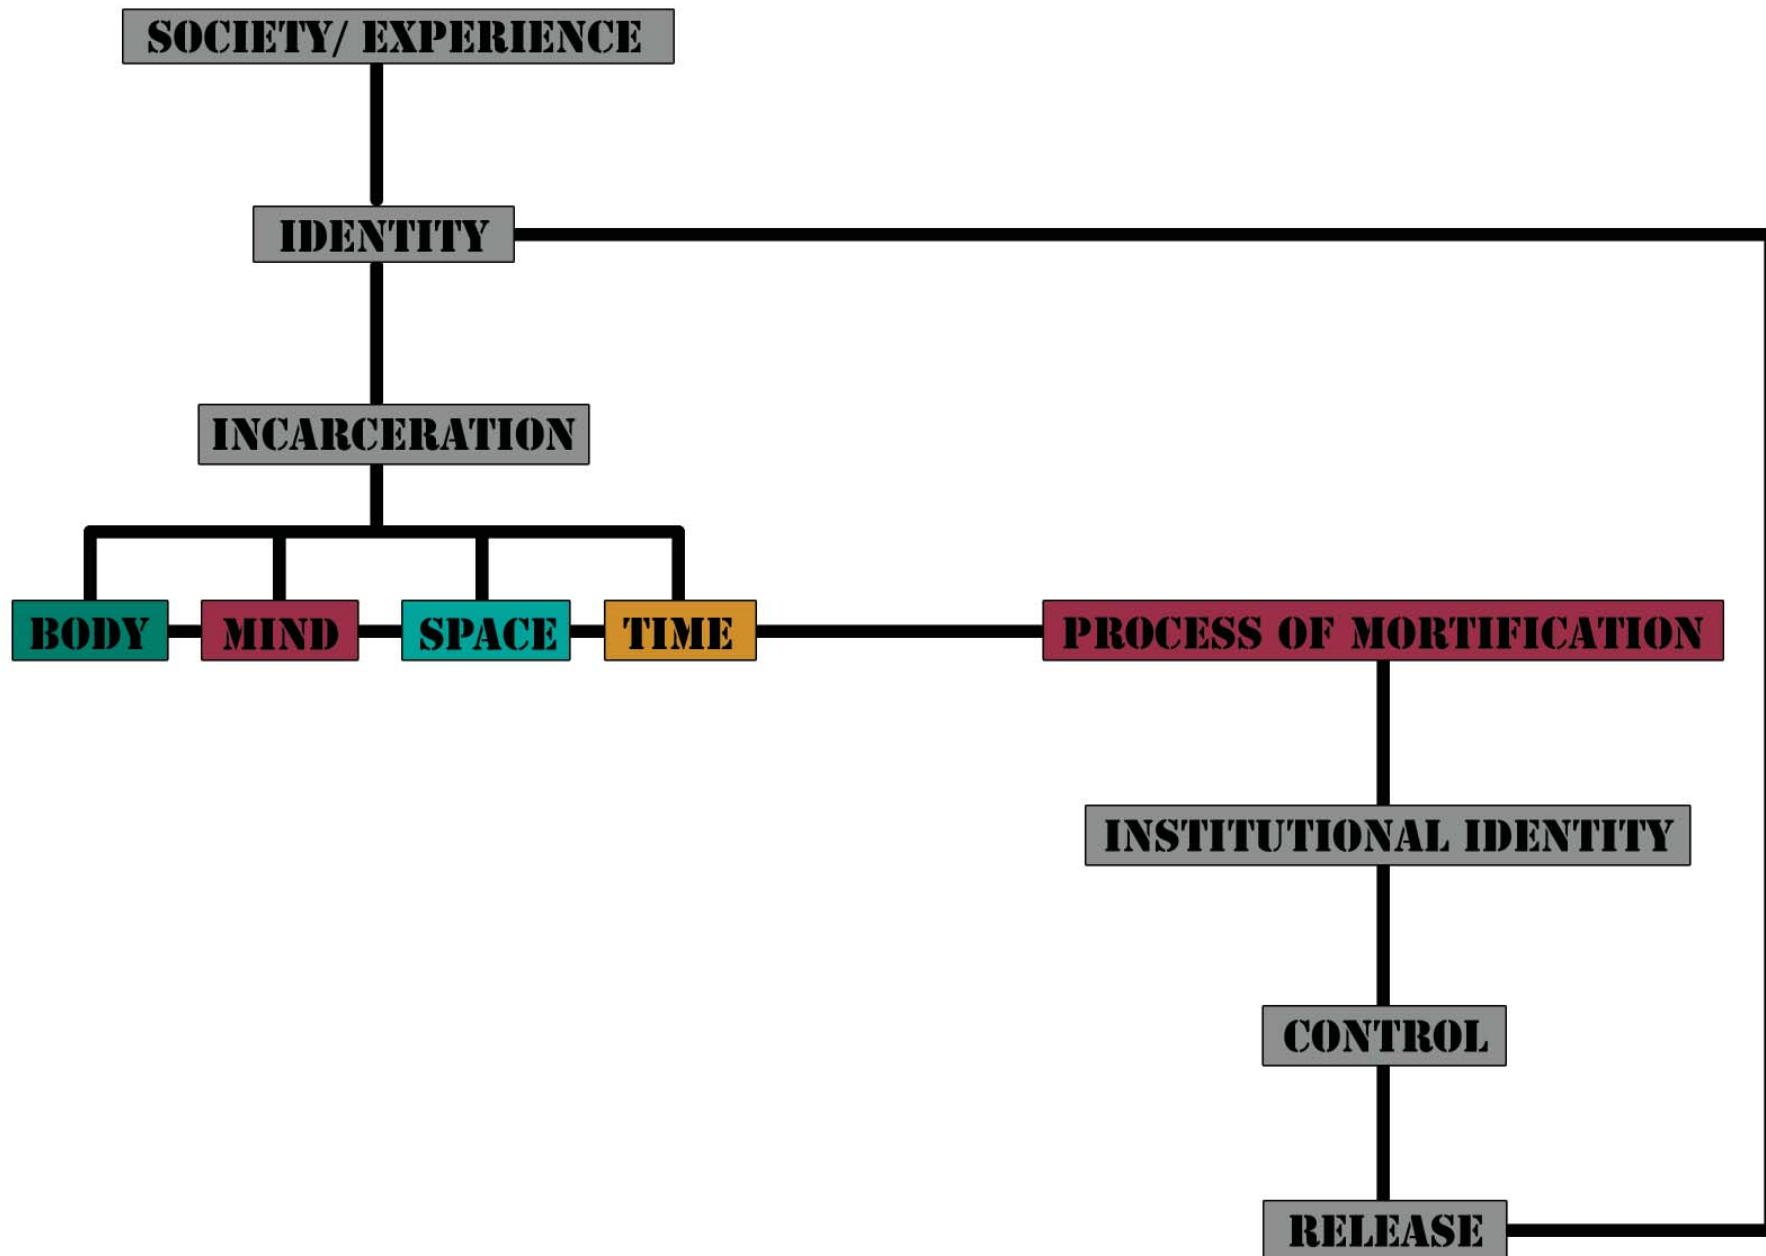 SOCIETY/ EXPERIENCE
IDENTITY
INCARCERATION
BODY
MIND
SPACE
TIME
PROCESS OF MORTIFICATION
INSTITUTIONAL IDENTITY
CONTROL
RELEASE